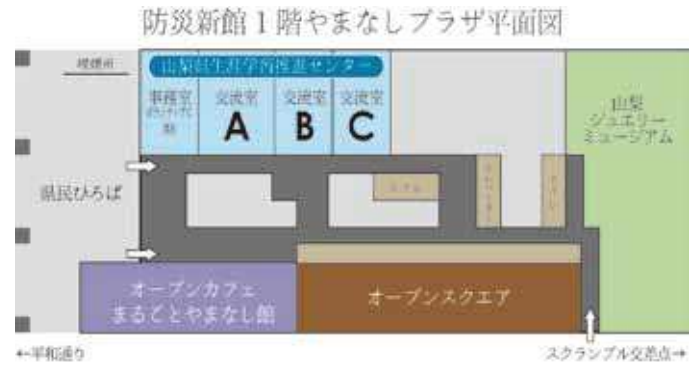 防災新館１階やまなしプラザ平面図
喫煙所
山梨県生涯学習推進センター
事務室
交流室
A
交流室
B
交流室
C
山梨
ジュエリー
ミュージアム
県民ひろば
オープンカフェ
まるごとやまなし館
オープンスクエア
←平和通り
スクランブル交差点→